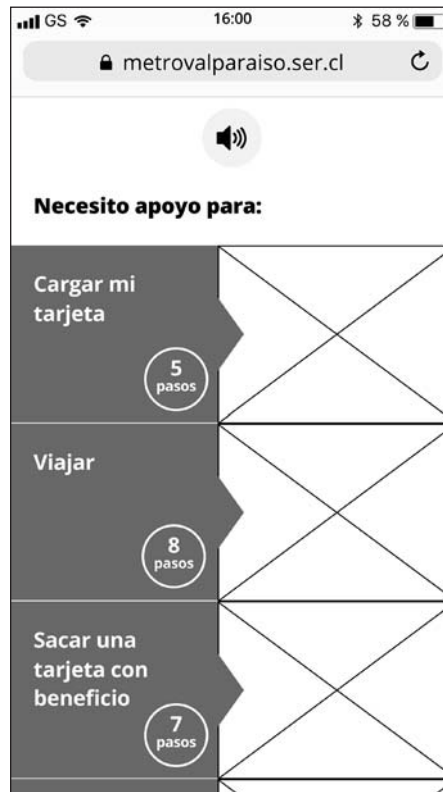 GS 16:00 58 %
metrovalparaiso.ser.cl
Necesito apoyo para:
Cargar mi
tarjeta
5
pasos
Viajar
8
pasos
Sacar una
tarjeta con
beneficio
7
pasos